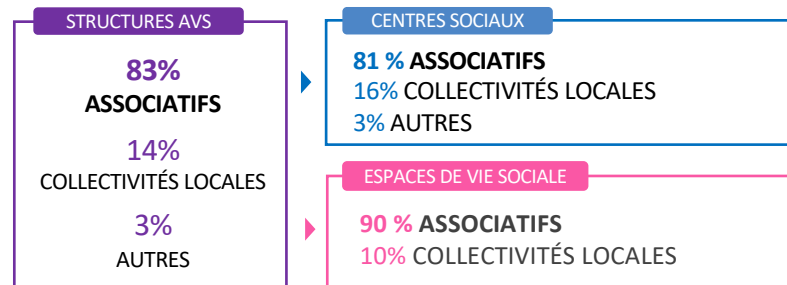 STRUCTURES AVS
83%
ASSOCIATIFS
14%
COLLECTIVITÉS LOCALES
3%
AUTRES
CENTRES SOCIAUX
81 % ASSOCIATIFS
16% COLLECTIVITÉS LOCALES
3% AUTRES
ESPACES DE VIE SOCIALE
90 % ASSOCIATIFS
10% COLLECTIVITÉS LOCALES